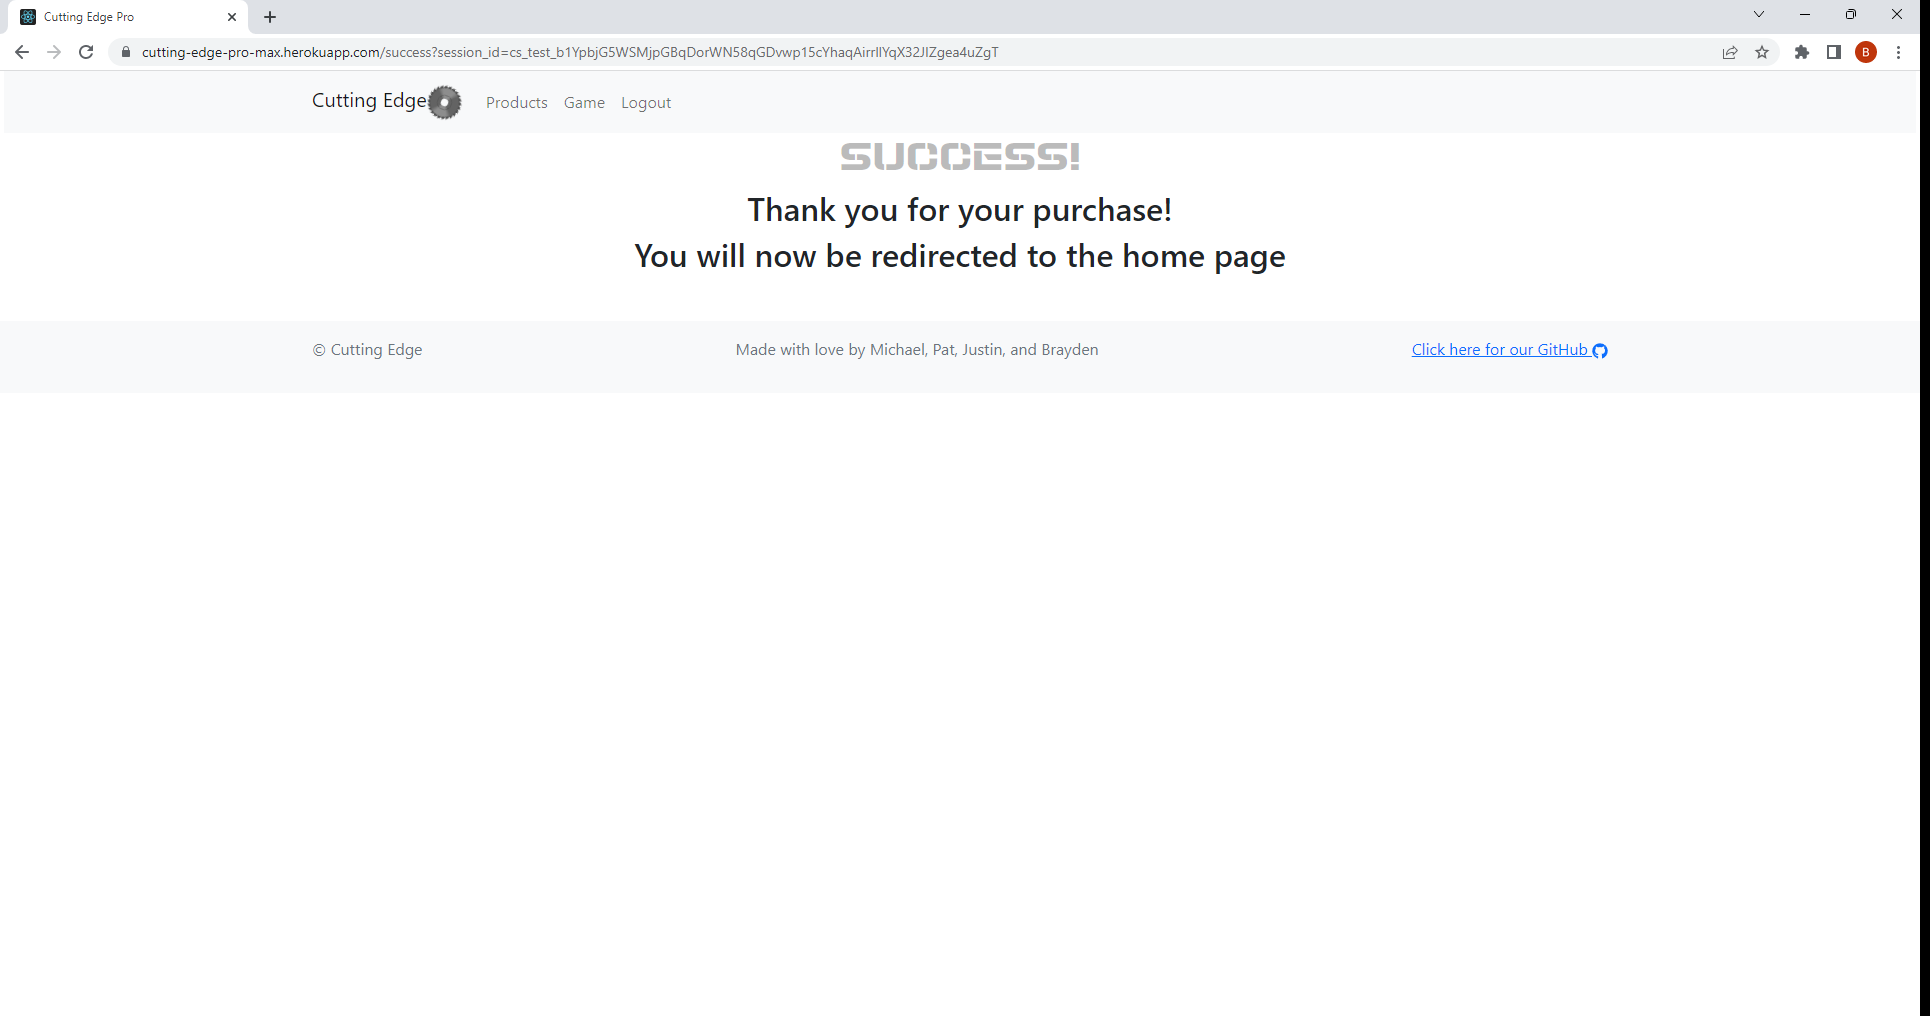 Cutting Edge Pro
cutting-edge-pro-max.herokuapp.com/success?session_id=cs_test_b1YpbjG5WSMjpGBqDorWN58qGDvwp15cYhaqAirrIlYqX32JIZgea4uZgT
B
Cutting Edge Products Game Logout
SUCCESS!
Thank you for your purchase!
You will now be redirected to the home page
© Cutting Edge
Made with love by Michael, Pat, Justin, and Brayden
Click here for our GitHub